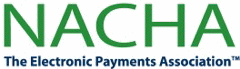 NACHA
The Electronic Payments Association™